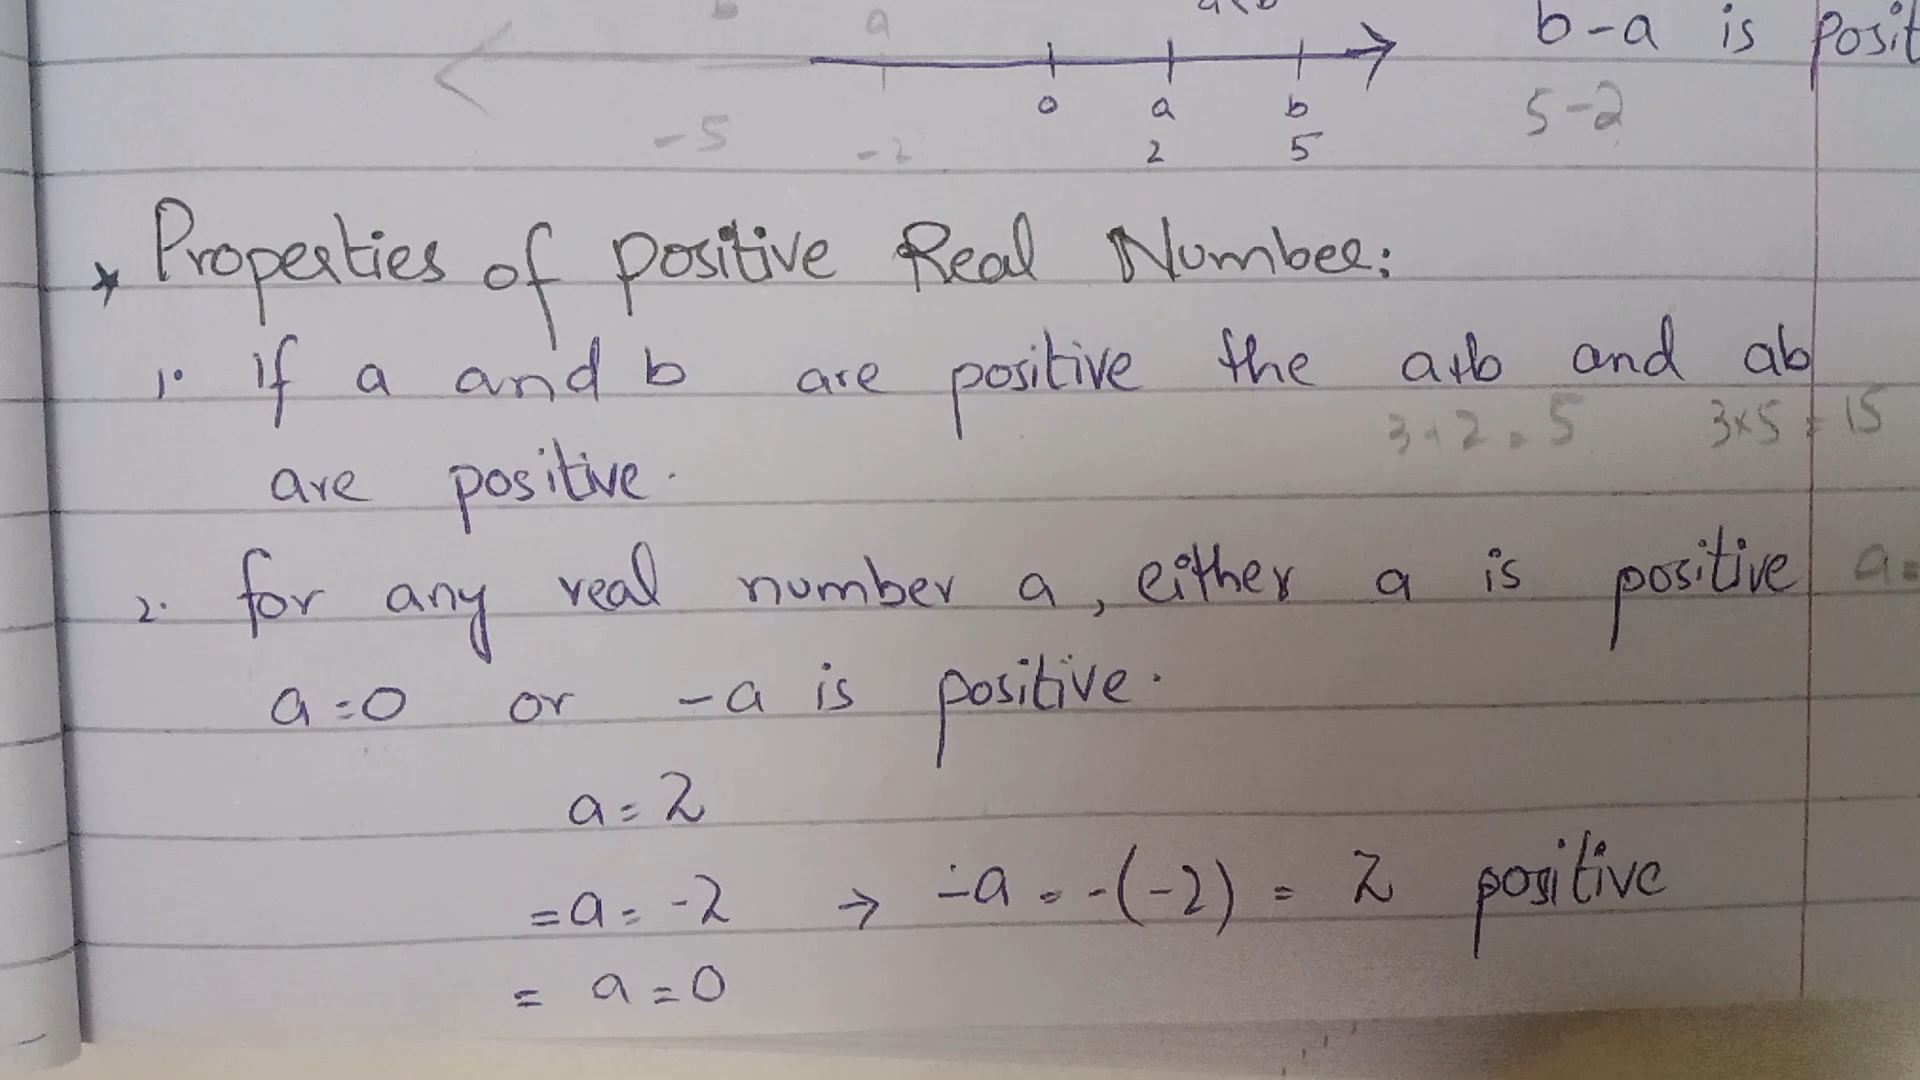 a<b
b-a is posit
a
0 a b
-5 -2 2 5
5-2
* Properties of positive Real Number:
1. if a and b are positive the a+b and ab
3+2=5 3x5=15
are positive.
2. for any real number a, either a is positive a=
a=0 or -a is positive.
a=2
=a=-2 → -a=-(-2) = 2 positive
= a=0